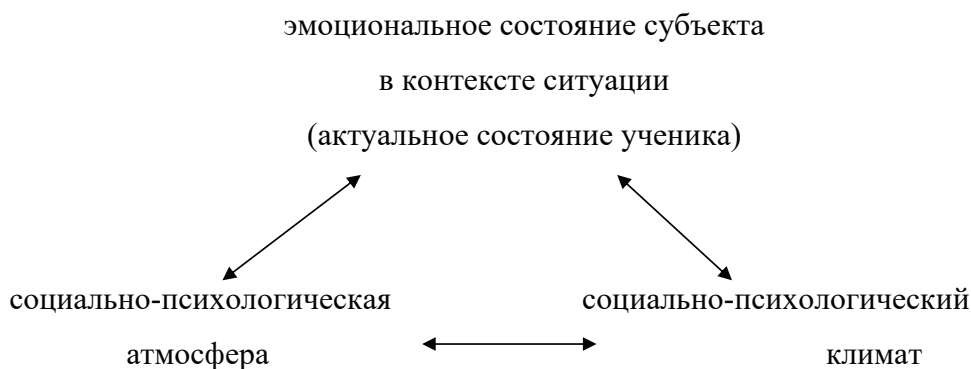 эмоциональное состояние субъекта
в контексте ситуации
(актуальное состояние ученика)
социально-психологическая
атмосфера
социально-психологический
климат